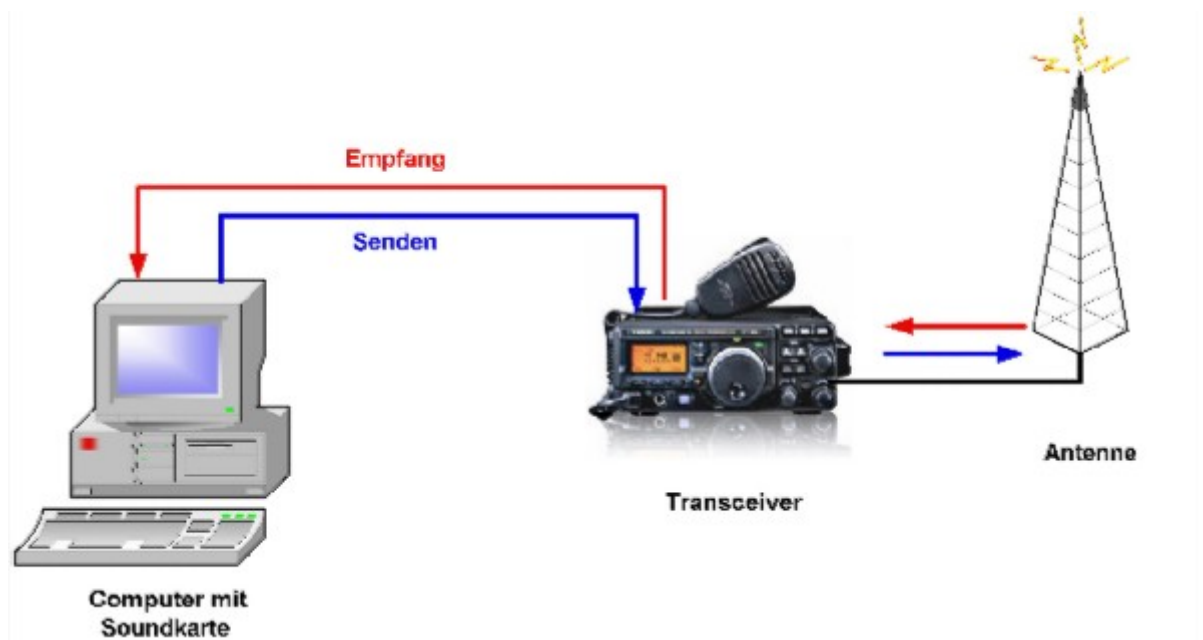 Empfang
Senden
Antenne
Transceiver
Computer mit
Soundkarte